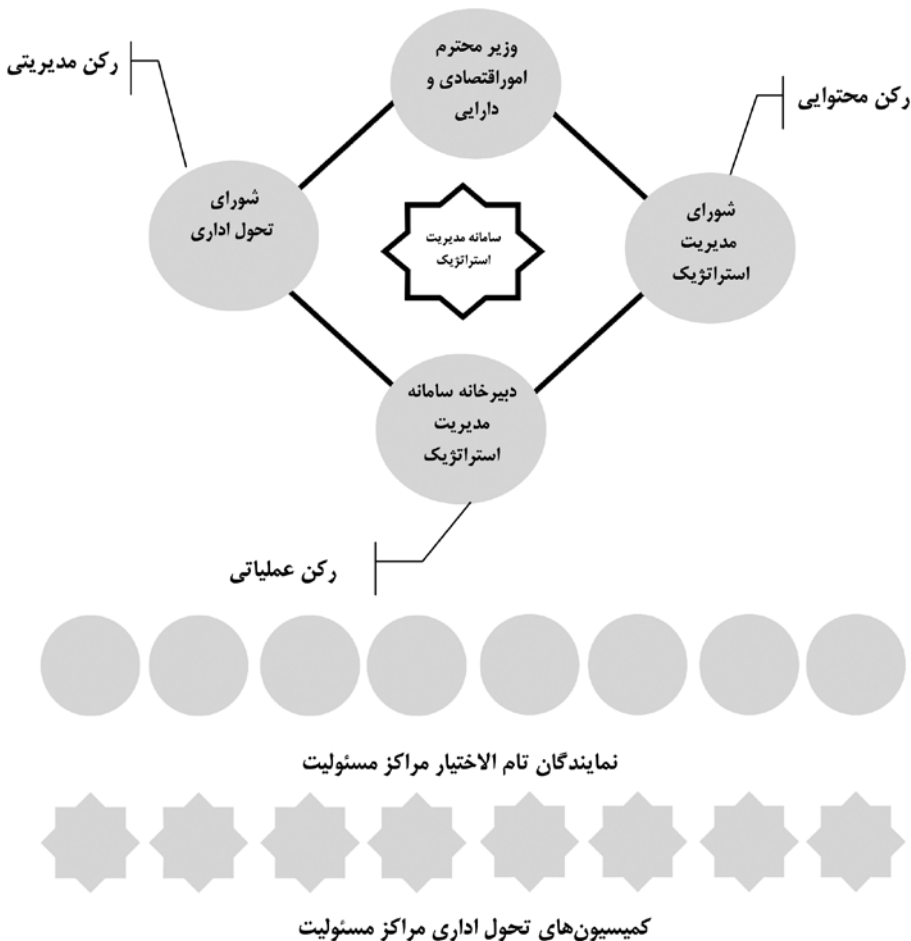 وزیر محترم
اموراقتصادی و
دارایی
رکن محتوایی
رکن مدیریتی
شورای
مدیریت
استراتژیک
سامانه مدیریت
استراتژیک
شورای
تحول اداری
دبیرخانه سامانه
مدیریت
استراتژیک
رکن عملیاتی
نمایندگان تام الاختیار مراکز مسئولیت
کمیسیون‌های تحول اداری مراکز مسئولیت